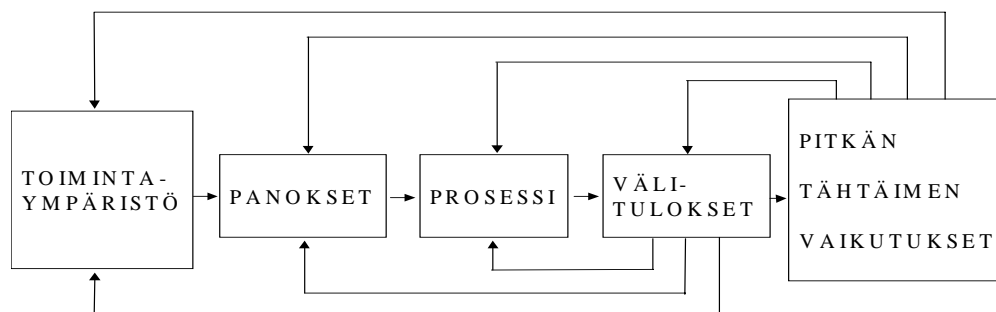 TOIMINTA-
YMPÄRISTÖ
PANOKSET
PROSESSI
VÄLI-
TULOKSET
PITKÄN
TÄHTÄIMEN
VAIKUTUKSET